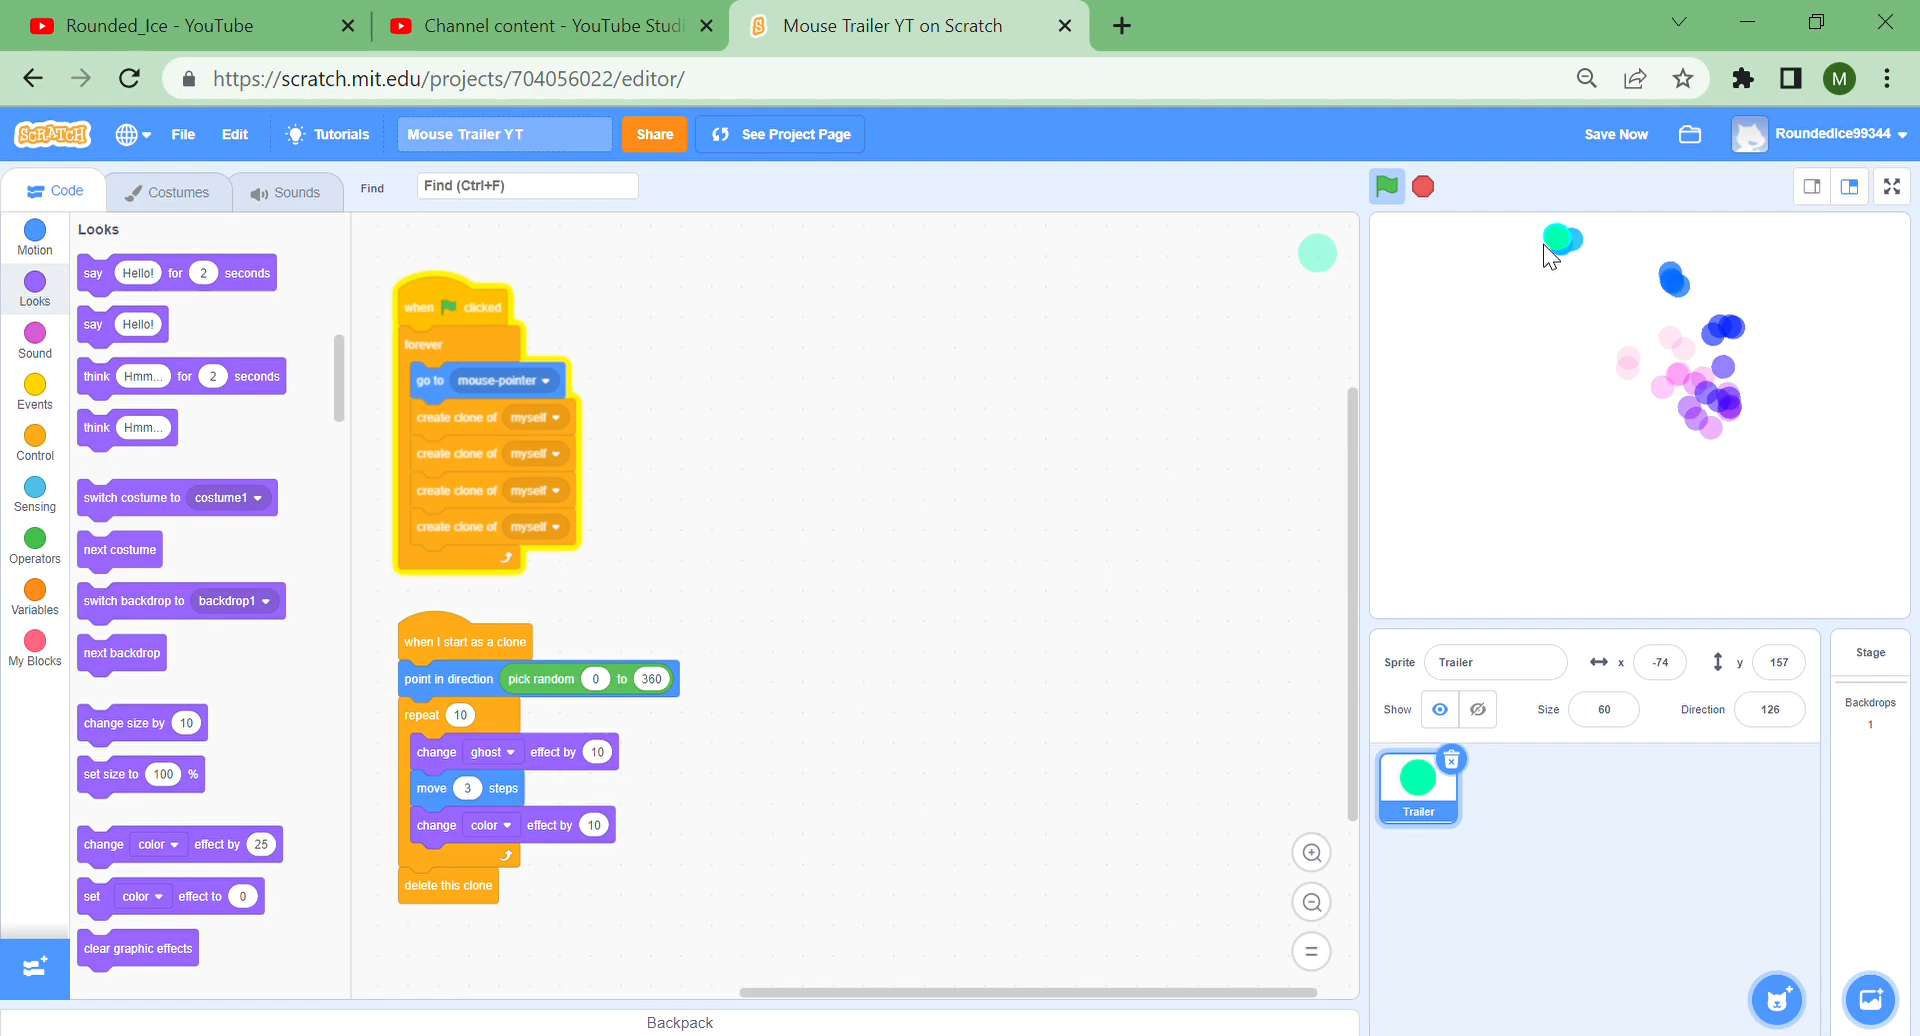 Rounded_Ice - YouTube
Channel content - YouTube Studi
Mouse Trailer YT on Scratch
https://scratch.mit.edu/projects/704056022/editor/
M
SCRATCH
File
Edit
Tutorials
Mouse Trailer YT
Share
See Project Page
Save Now
RoundedIce99344
Code
Costumes
Sounds
Find
Find (Ctrl+F)
Motion
Looks
Sound
Events
Control
Sensing
Operators
Variables
My Blocks
Looks
say Hello! for 2 seconds
say Hello!
think Hmm... for 2 seconds
think Hmm...
switch costume to costume1
next costume
switch backdrop to backdrop1
next backdrop
change size by 10
set size to 100 %
change color effect by 25
set color effect to 0
clear graphic effects
when clicked
forever
go to mouse-pointer
create clone of myself
create clone of myself
create clone of myself
create clone of myself
when I start as a clone
point in direction pick random 0 to 360
repeat 10
change ghost effect by 10
move 3 steps
change color effect by 10
delete this clone
Backpack
Sprite Trailer x -74 y 157
Show Size 60 Direction 126
Trailer
Stage
Backdrops
1